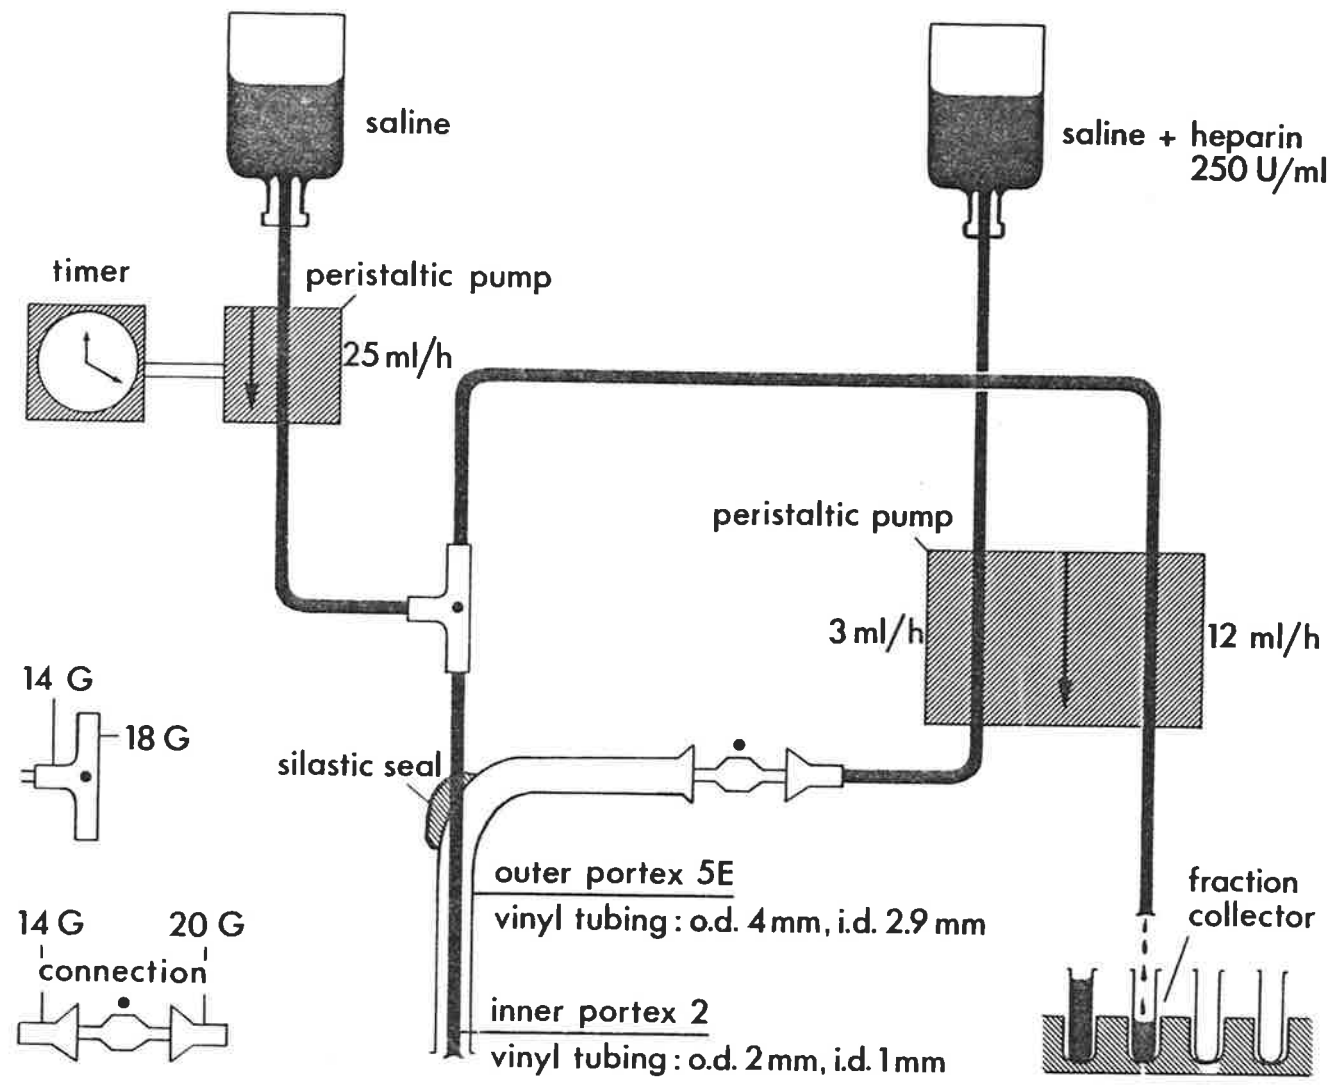 saline
saline + heparin
250 U/ml
timer
peristaltic pump
25 ml/h
peristaltic pump
3 ml/h
12 ml/h
14 G
18 G
silastic seal
outer portex 5E
vinyl tubing : o.d. 4 mm, i.d. 2.9 mm
fraction
collector
14 G
20 G
connection
inner portex 2
vinyl tubing : o.d. 2 mm, i.d. 1 mm